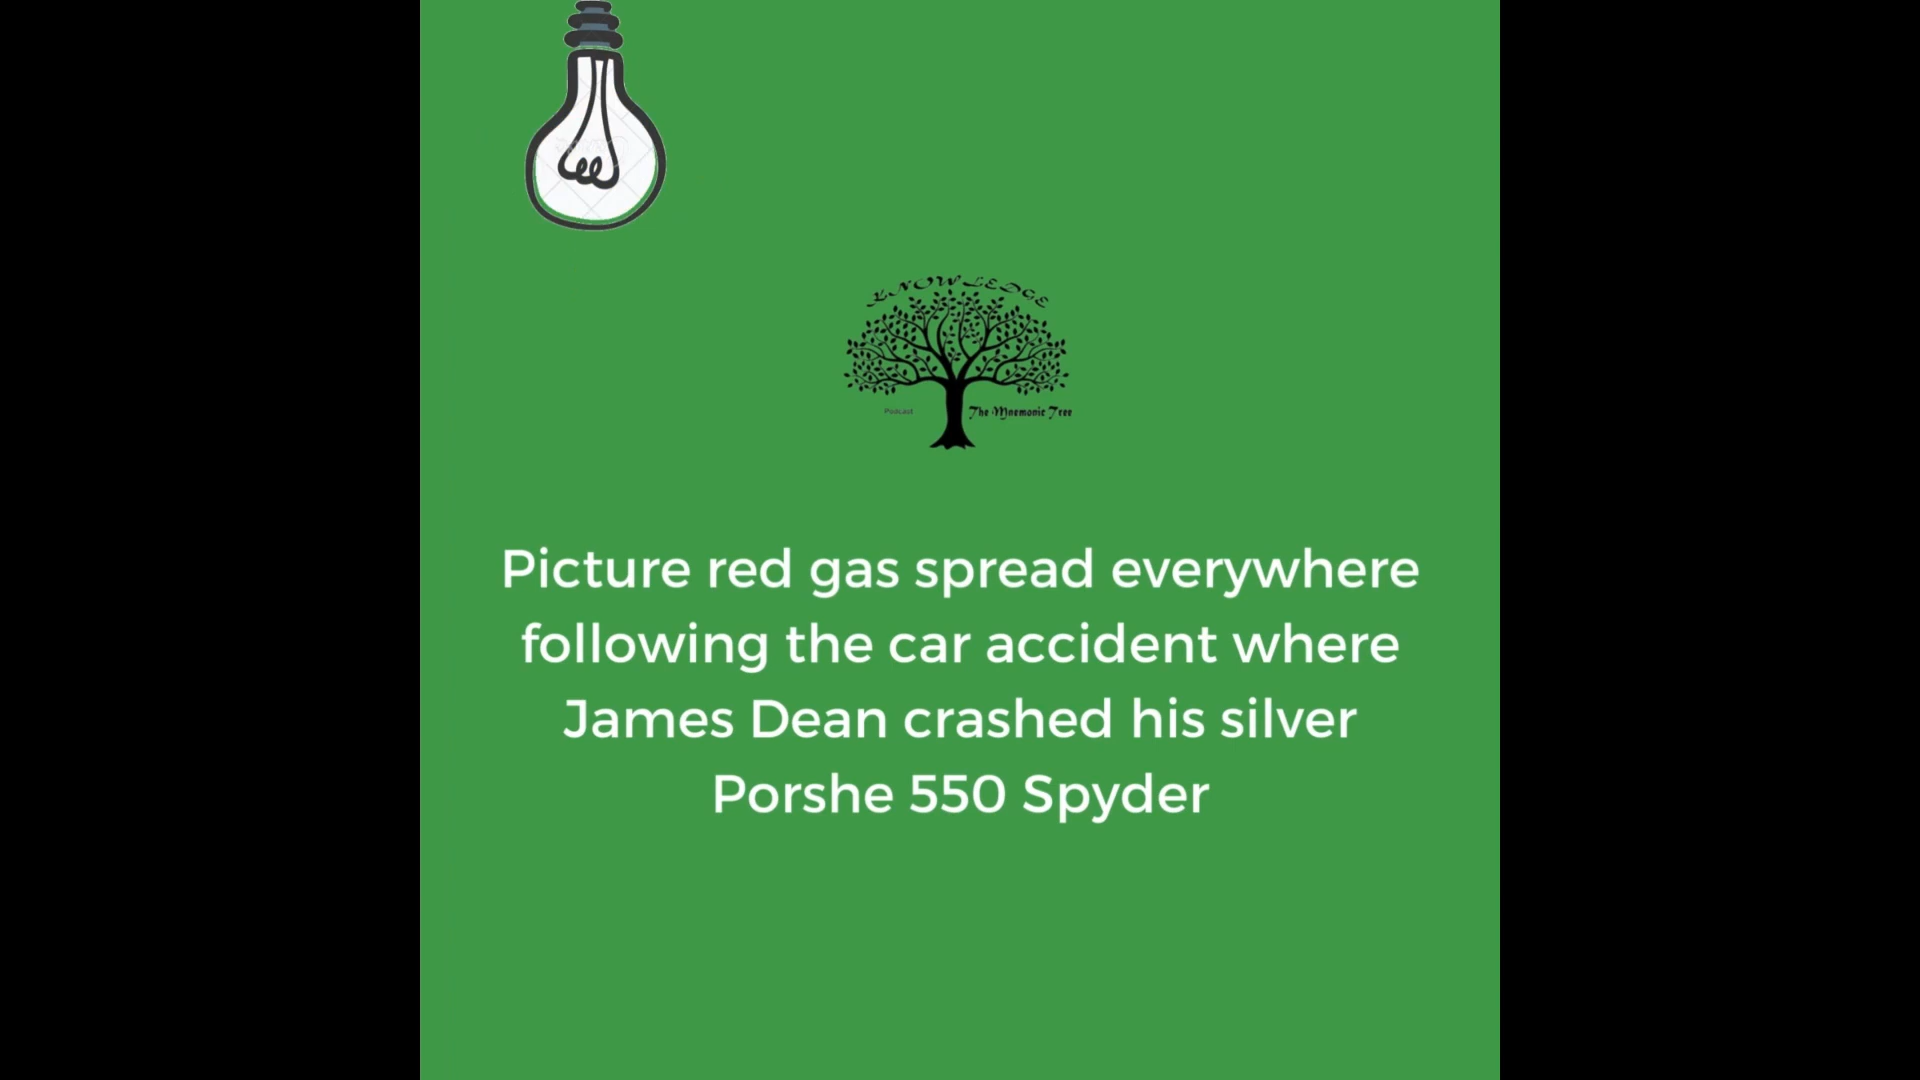 KNOWLEDGE
Podcast The Mnemonic Tree
Picture red gas spread everywhere
following the car accident where
James Dean crashed his silver
Porshe 550 Spyder